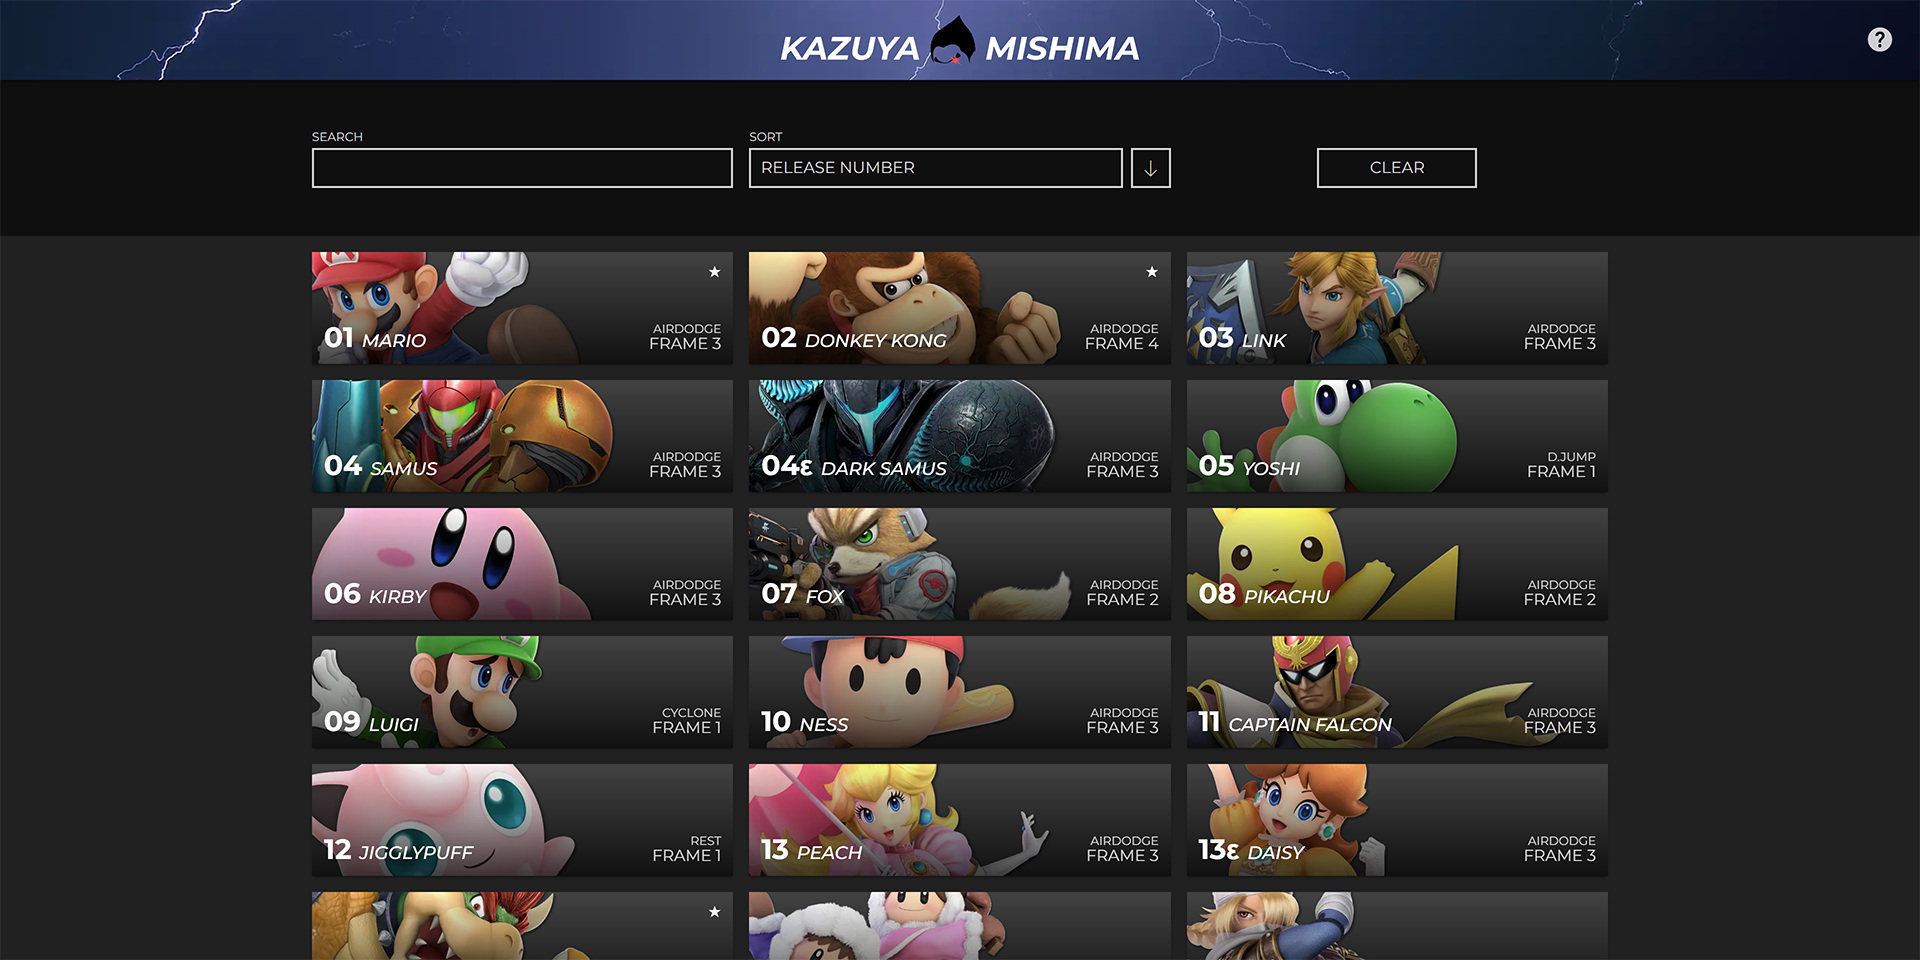 KAZUYA MISHIMA
?
SEARCH
SORT
RELEASE NUMBER
CLEAR
01 MARIO
AIRDODGE
FRAME 3
02 DONKEY KONG
AIRDODGE
FRAME 4
03 LINK
AIRDODGE
FRAME 3
04 SAMUS
AIRDODGE
FRAME 3
04ε DARK SAMUS
AIRDODGE
FRAME 3
05 YOSHI
D.JUMP
FRAME 1
06 KIRBY
AIRDODGE
FRAME 3
07 FOX
AIRDODGE
FRAME 2
08 PIKACHU
AIRDODGE
FRAME 2
09 LUIGI
CYCLONE
FRAME 1
10 NESS
AIRDODGE
FRAME 3
11 CAPTAIN FALCON
AIRDODGE
FRAME 3
12 JIGGLYPUFF
REST
FRAME 1
13 PEACH
AIRDODGE
FRAME 3
13ε DAISY
AIRDODGE
FRAME 3